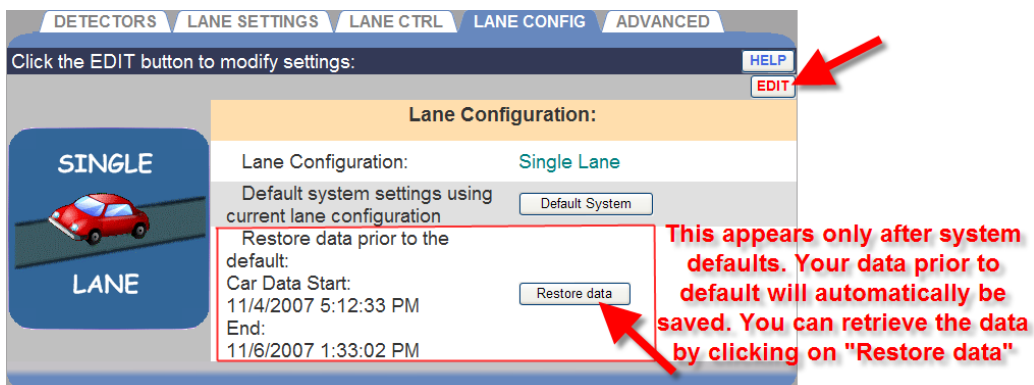 DETECTORS LANE SETTINGS LANE CTRL LANE CONFIG ADVANCED
Click the EDIT button to modify settings: HELP
EDIT
Lane Configuration:
SINGLE
LANE
Lane Configuration: Single Lane
Default system settings using
current lane configuration
Default System
Restore data prior to the
default:
Car Data Start:
11/4/2007 5:12:33 PM
End:
11/6/2007 1:33:02 PM
Restore data
This appears only after system
defaults. Your data prior to
default will automatically be
saved. You can retrieve the data
by clicking on "Restore data"